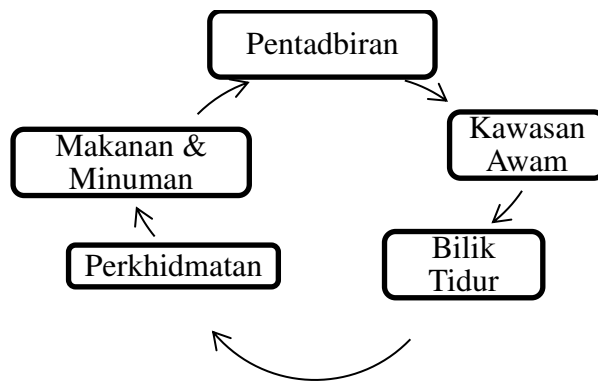 Pentadbiran
Kawasan
Awam
Bilik
Tidur
Perkhidmatan
Makanan &
Minuman